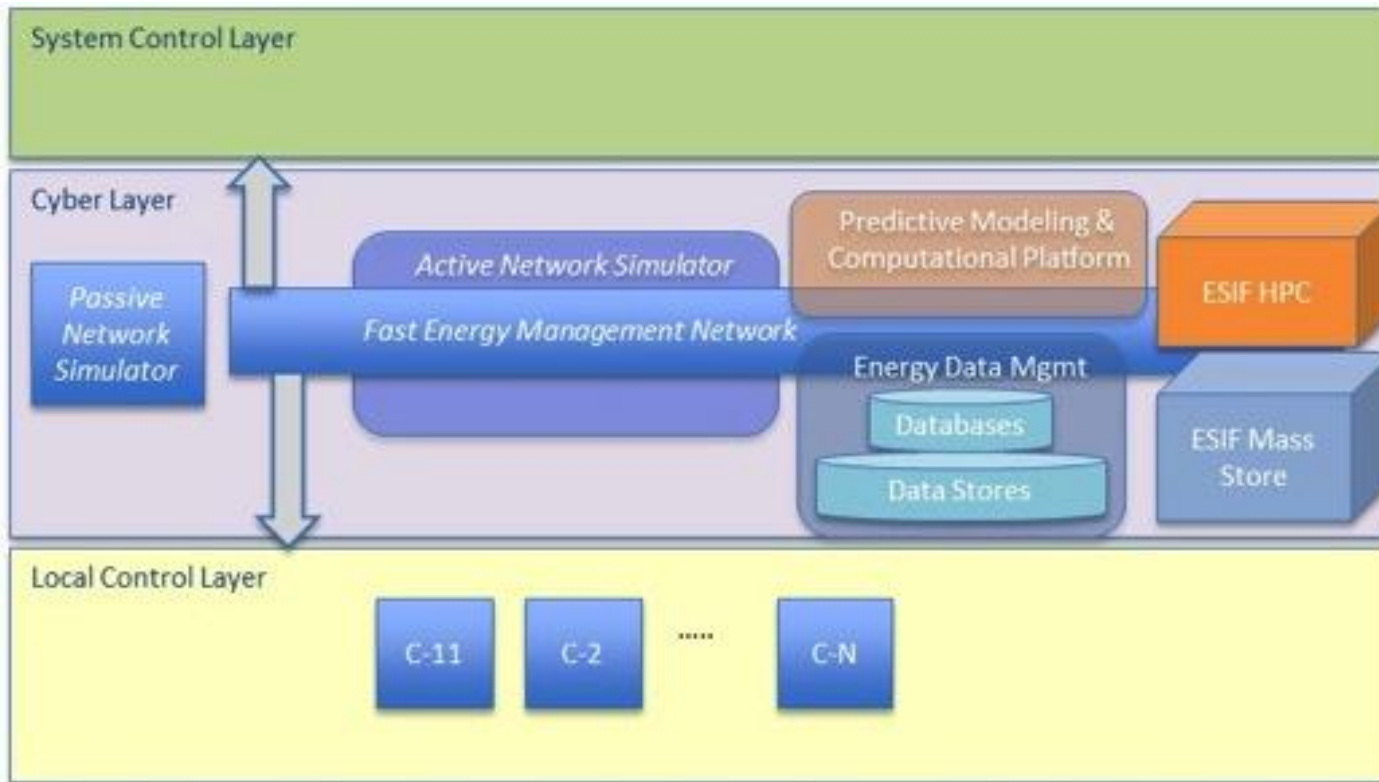 System Control Layer
Cyber Layer
Passive
Network
Simulator
Active Network Simulator
Fast Energy Management Network
Predictive Modeling &
Computational Platform
ESIF HPC
Energy Data Mgmt
Databases
Data Stores
ESIF Mass
Store
Local Control Layer
C-11
C-2
.....
C-N